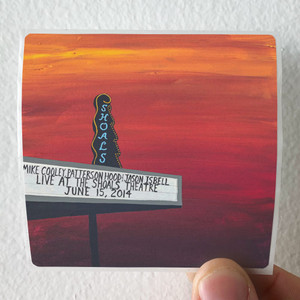 SHOALS
MIKE COOLEY, PATTERSON HOOD & JASON ISBELL
LIVE AT THE SHOALS THEATRE
JUNE 15, 2014